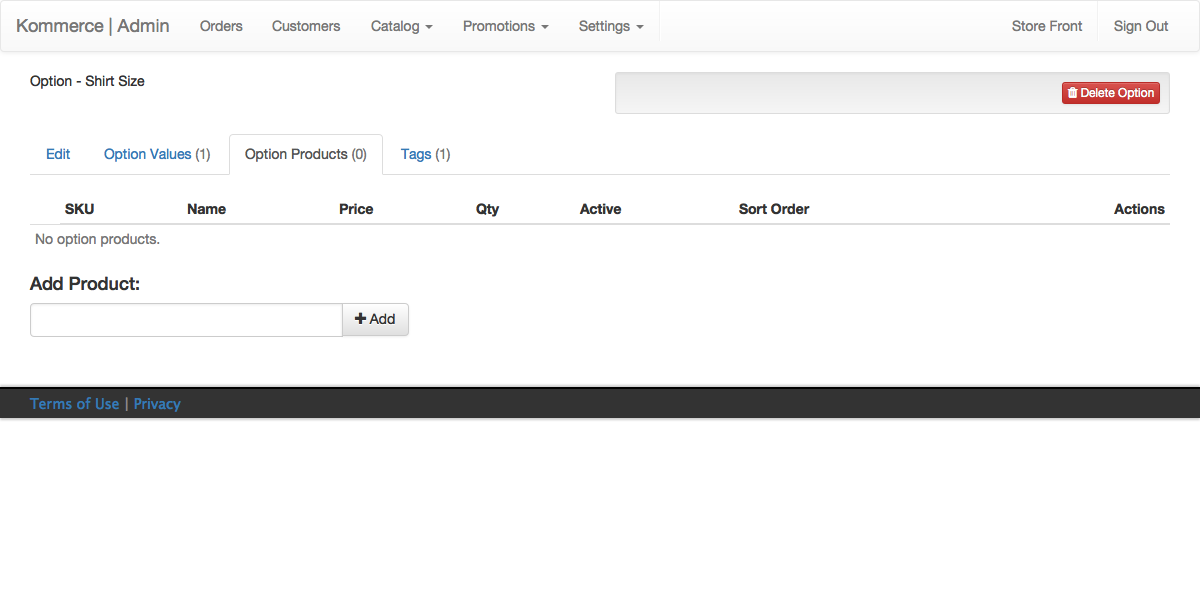 Kommerce | Admin Orders Customers Catalog Promotions Settings Store Front Sign Out
Option - Shirt Size Delete Option
Edit Option Values (1) Option Products (0) Tags (1)
SKU Name Price Qty Active Sort Order Actions
No option products.
Add Product:
Add
Terms of Use | Privacy